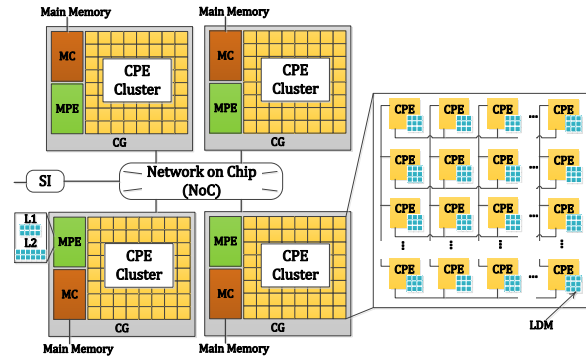 Main Memory
Main Memory
MC
CPE
Cluster
MPE
CG
MC
CPE
Cluster
MPE
CG
SI
Network on Chip
(NoC)
L1
L2
MPE
CPE
Cluster
MC
CG
Main Memory
MPE
CPE
Cluster
MC
CG
Main Memory
CPE CPE CPE ... CPE
CPE CPE CPE CPE
CPE CPE CPE ... CPE
... ... ... ...
CPE CPE CPE ... CPE
LDM